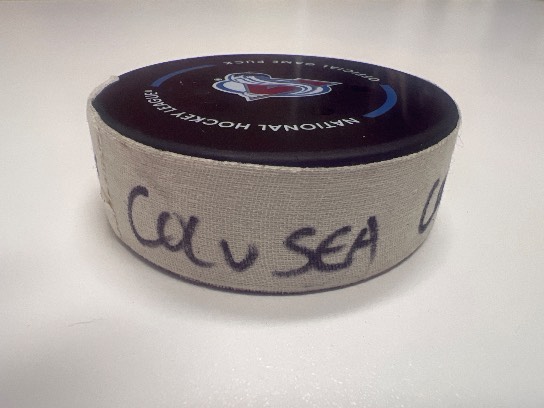 OFFICIAL GAME PUCK
NATIONAL HOCKEY LEAGUE®
COL v SEA